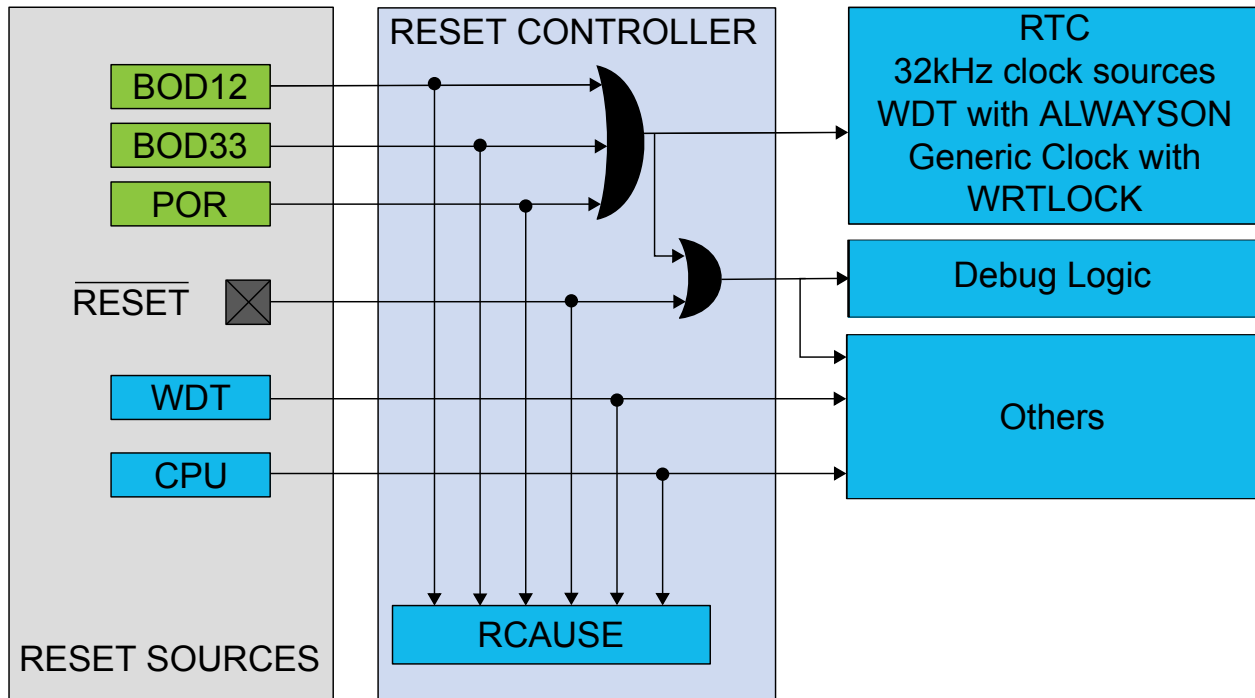 RESET CONTROLLER
BOD12
BOD33
POR
RESET
WDT
CPU
RESET SOURCES
RCAUSE
RTC
32kHz clock sources
WDT with ALWAYSON
Generic Clock with
WRTLOCK
Debug Logic
Others